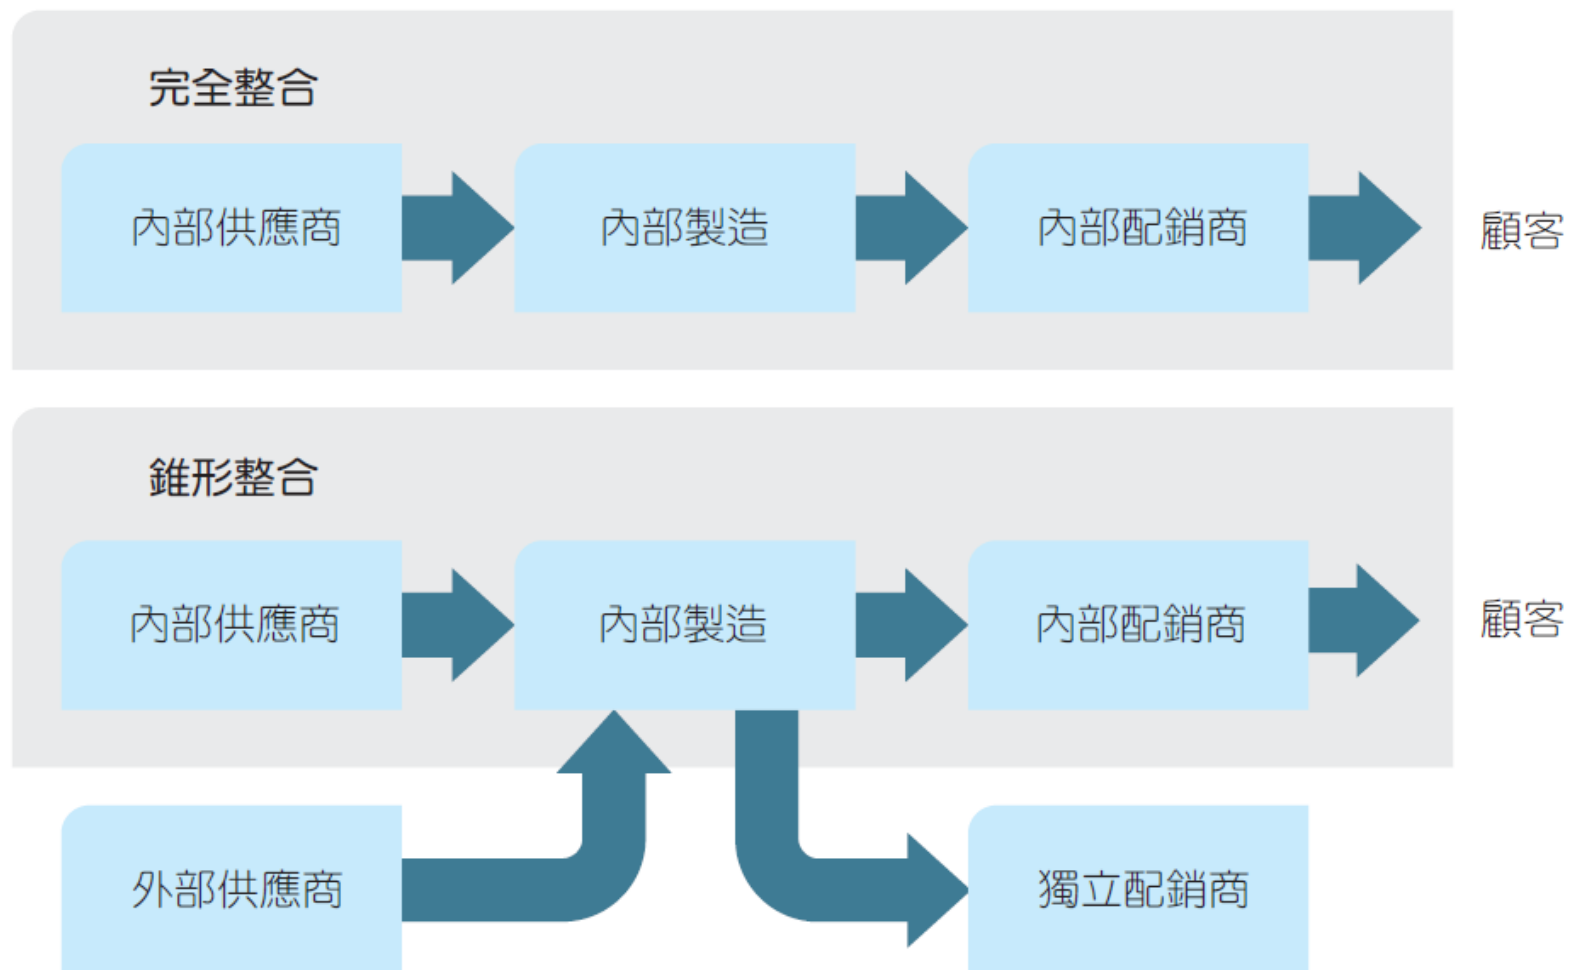 完全整合
內部供應商
內部製造
內部配銷商
顧客
錐形整合
內部供應商
內部製造
內部配銷商
顧客
外部供應商
獨立配銷商